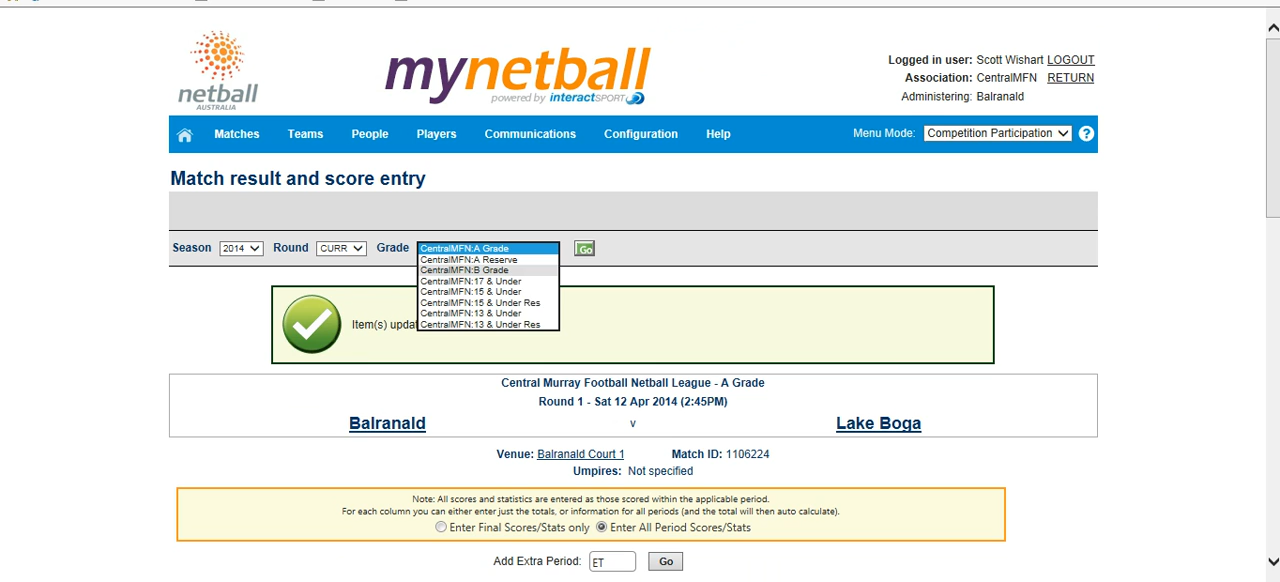 netball
AUSTRALIA
mynetball
powered by interactSPORT
Logged in user: Scott Wishart LOGOUT
Association: CentralMFN RETURN
Administering: Balranald
Matches Teams People Players Communications Configuration Help Menu Mode: Competition Participation ?
Match result and score entry
Season 2014 Round CURR Grade CentralMFN:A Grade Go
CentralMFN:A Reserve
CentralMFN:B Grade
CentralMFN:17 & Under
CentralMFN:15 & Under
CentralMFN:15 & Under Res
CentralMFN:13 & Under
CentralMFN:13 & Under Res
Item(s) updat
Central Murray Football Netball League - A Grade
Round 1 - Sat 12 Apr 2014 (2:45PM)
Balranald v Lake Boga
Venue: Balranald Court 1 Match ID: 1106224
Umpires: Not specified
Note: All scores and statistics are entered as those scored within the applicable period.
For each column you can either enter just the totals, or information for all periods (and the total will then auto calculate).
Enter Final Scores/Stats only Enter All Period Scores/Stats
Add Extra Period: ET Go